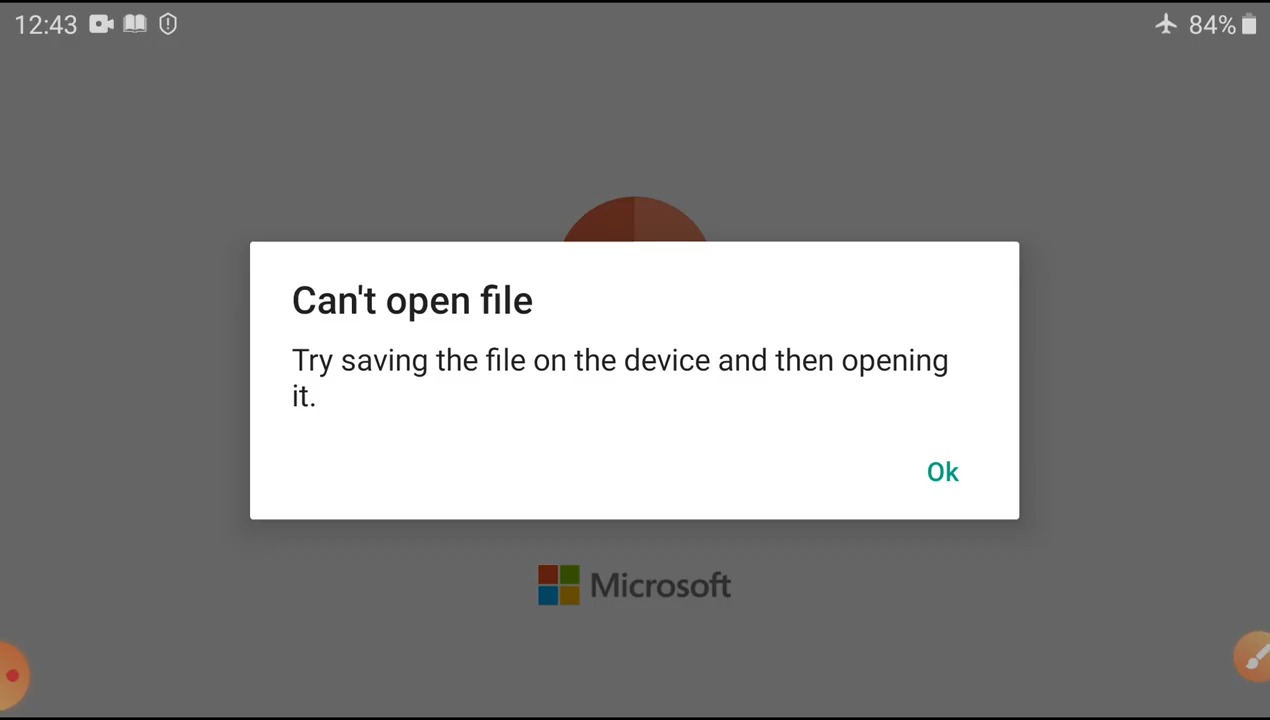 12:43
84%
Can't open file
Try saving the file on the device and then opening
it.
Ok
Microsoft